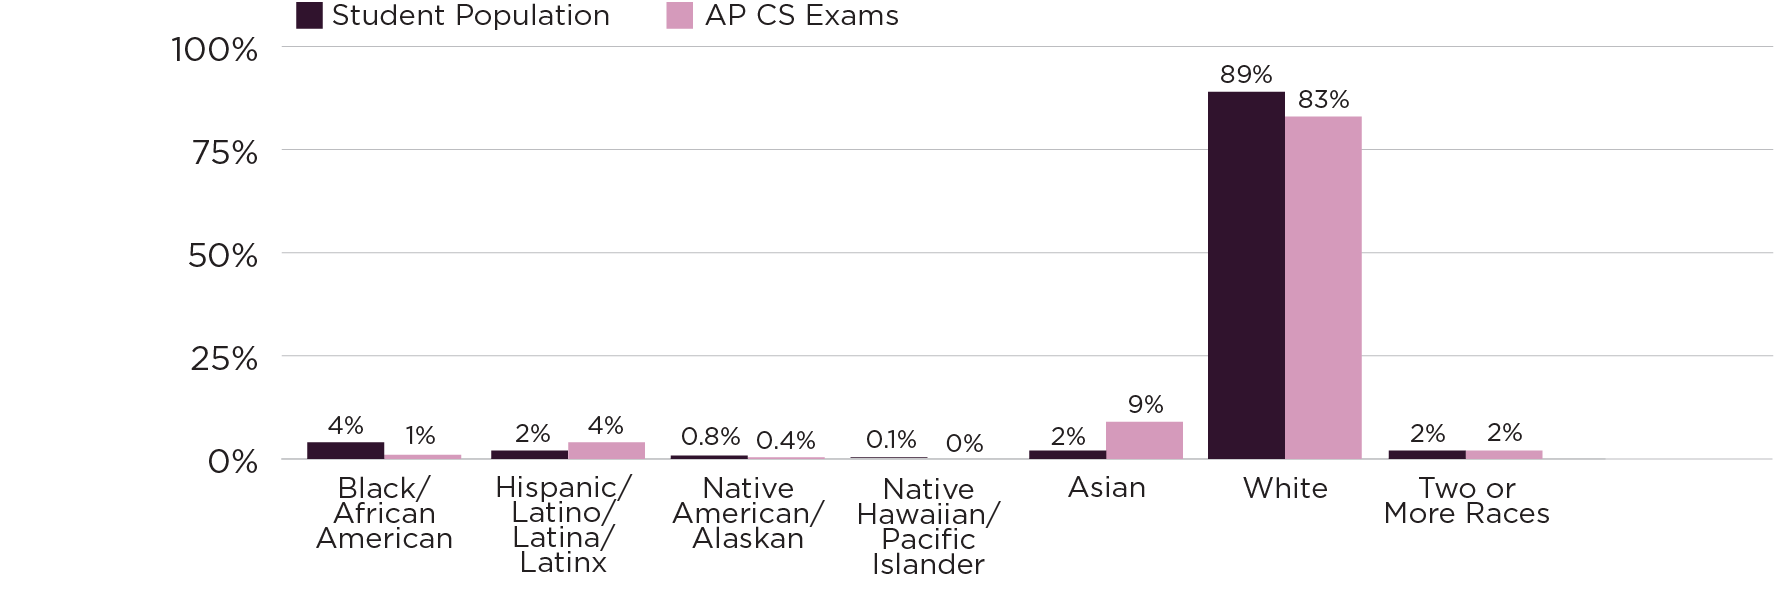 Student Population
AP CS Exams
100%
75%
50%
25%
0%
4%
1%
2%
4%
0.8%
0.4%
0.1%
0%
2%
9%
89%
83%
2%
2%
Black/
African
American
Hispanic/
Latino/
Latina/
Latinx
Native
American/
Alaskan
Native
Hawaiian/
Pacific
Islander
Asian
White
Two or
More Races